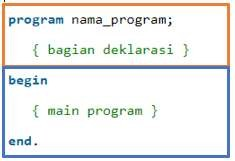 program nama_program;
{ bagian deklarasi }
begin
{ main program }
end.